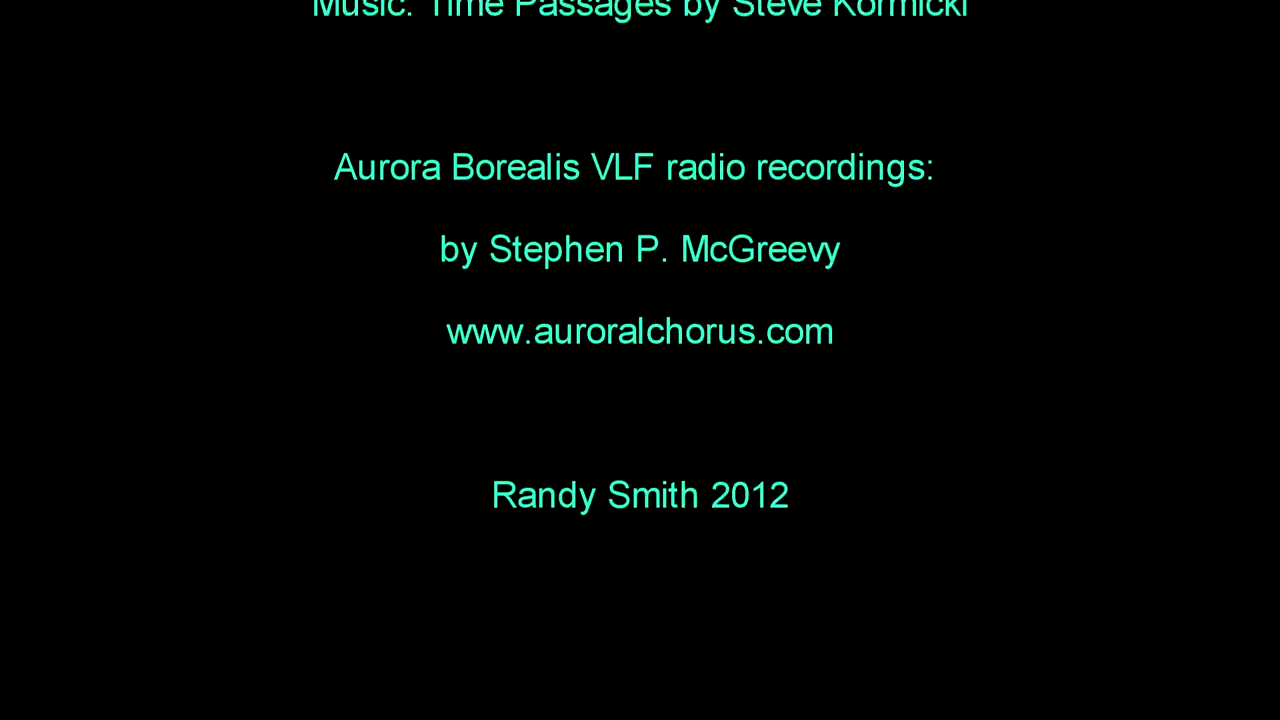 Music: Time Passages by Steve Kormicki
Aurora Borealis VLF radio recordings:
by Stephen P. McGreevy
www.auroralchorus.com
Randy Smith 2012